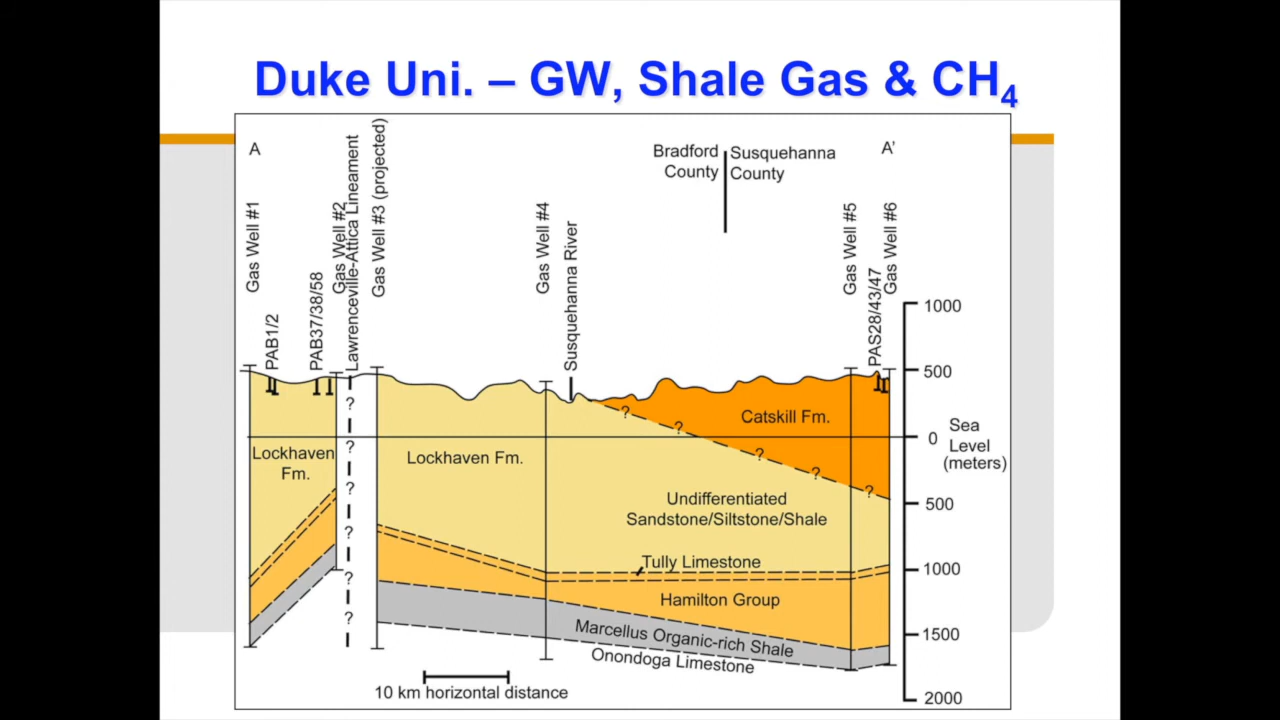 Duke Uni. – GW, Shale Gas & CH₄
A
A'
Bradford
County
Susquehanna
County
Gas Well #1
PAB1/2
PAB37/38/58
Gas Well #2
Lawrenceville-Attica Lineament
Gas Well #3 (projected)
Gas Well #4
Susquehanna River
Gas Well #5
PAS28/43/47
Gas Well #6
1000
500
0
Sea
Level
(meters)
500
1000
1500
2000
Lockhaven
Fm.
?
?
?
?
?
?
Lockhaven Fm.
Catskill Fm.
?
?
?
?
?
Undifferentiated
Sandstone/Siltstone/Shale
Tully Limestone
Hamilton Group
Marcellus Organic-rich Shale
Onondoga Limestone
10 km horizontal distance